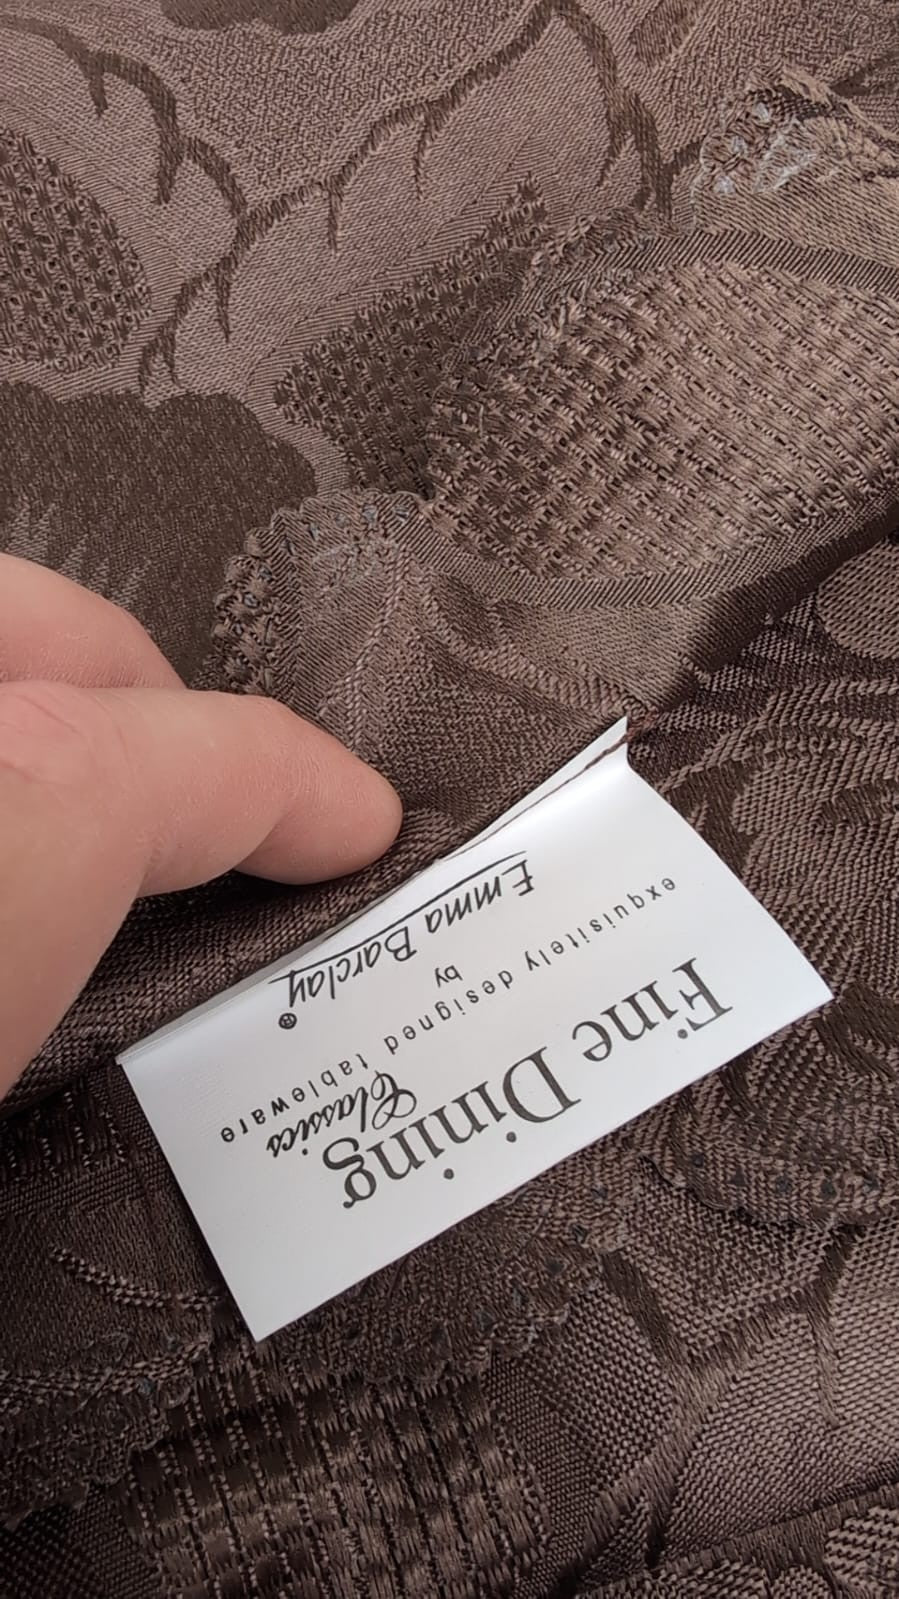 Fine Dining
Classics
exquisitely designed tableware
by
Emma Barclay®